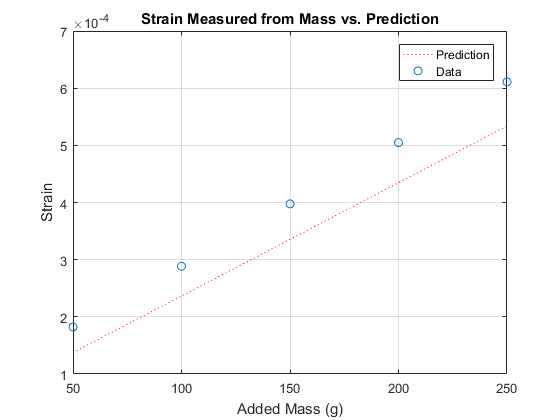 Strain Measured from Mass vs. Prediction
×10-4
7
6
5
4
3
2
1
Strain
Prediction
Data
50 100 150 200 250
Added Mass (g)